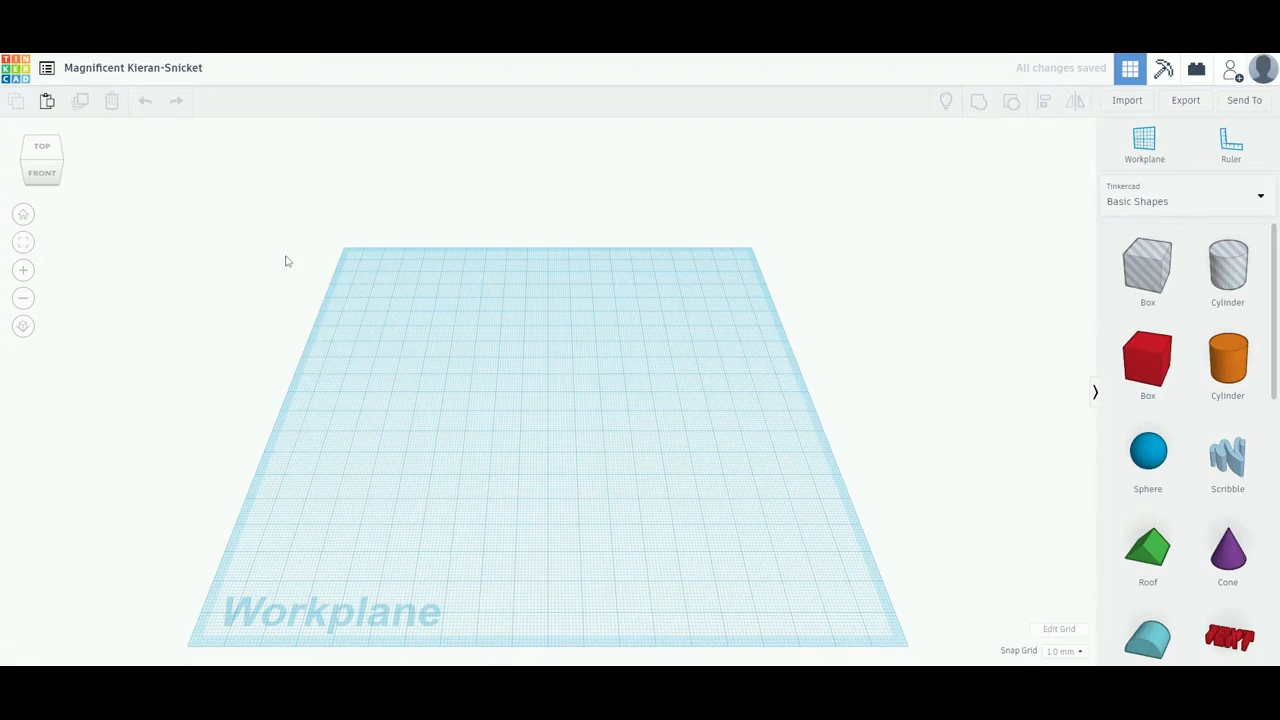 TIN
KER
CAD
Magnificent Kieran-Snicket
All changes saved
Import
Export
Send To
TOP
FRONT
Workplane
Ruler
Tinkercad
Basic Shapes
Box
Cylinder
Box
Cylinder
Sphere
Scribble
Roof
Cone
TEXT
Workplane
Edit Grid
Snap Grid 1.0 mm